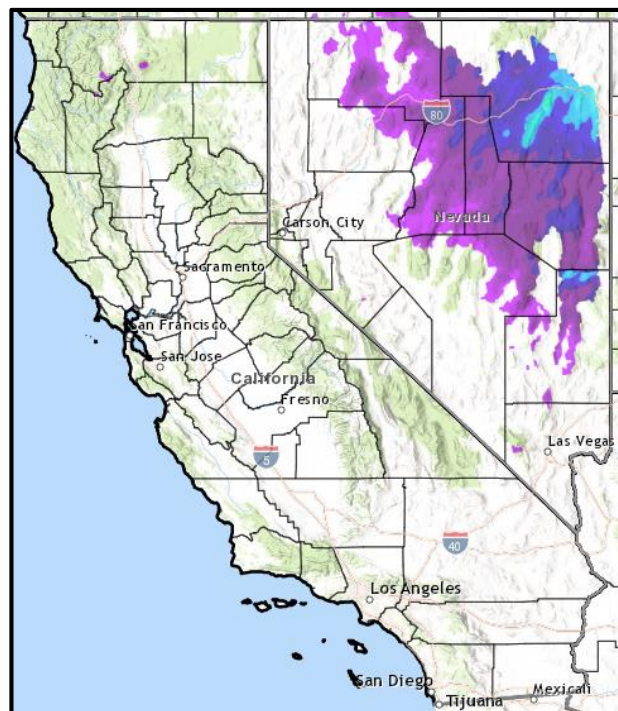 80
Nevada
Carson City
Sacramento
San Francisco
San Jose
California
Fresno
5
Las Vegas
40
Los Angeles
San Diego
Tijuana
Mexicali